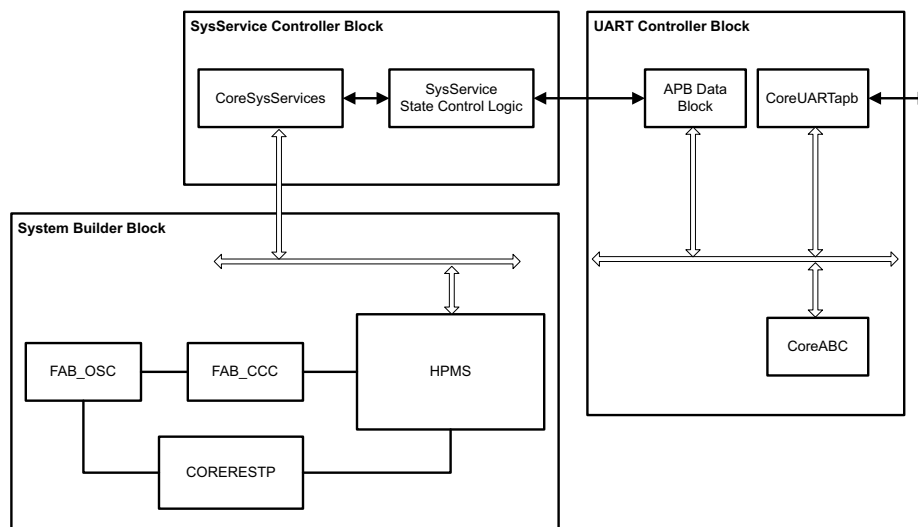 SysService Controller Block
UART Controller Block
CoreSysServices
SysService
State Control Logic
APB Data
Block
CoreUARTapb
System Builder Block
CoreABC
FAB_OSC
FAB_CCC
HPMS
CORERESTP